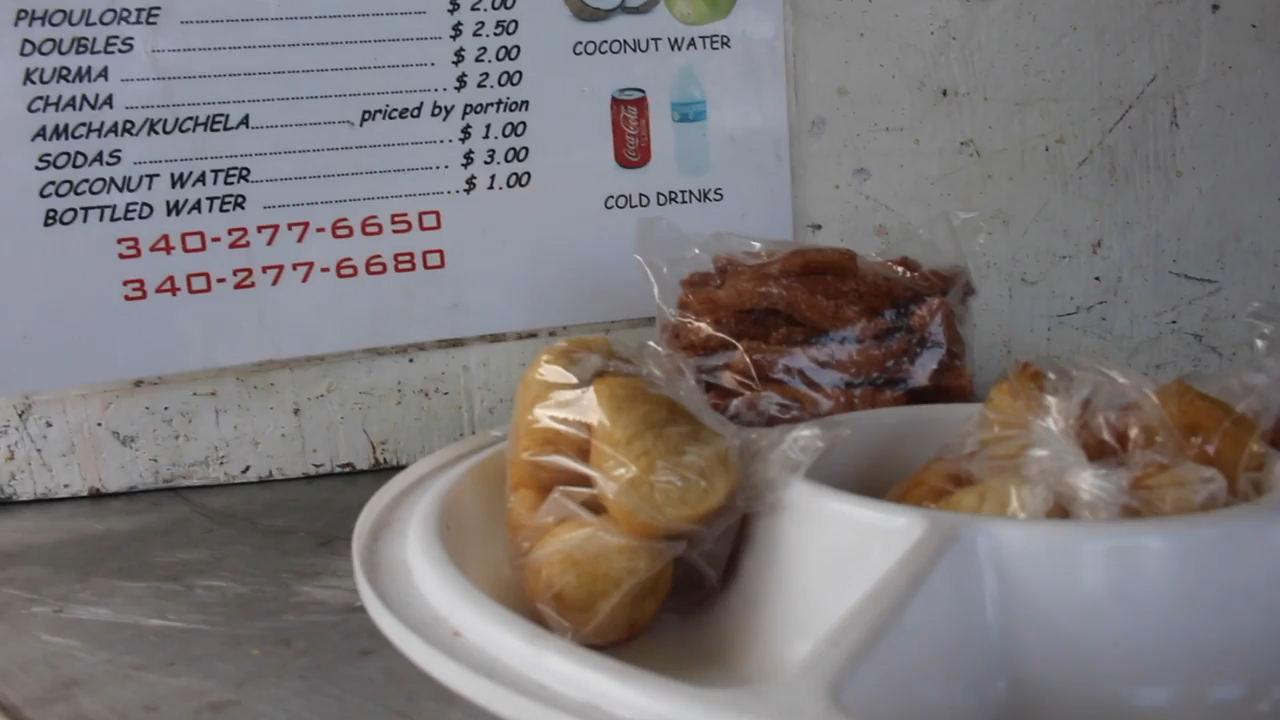 PHOULORIE ........ $ 2.00
DOUBLES ........ $ 2.50
KURMA ........ $ 2.00
CHANA ........ $ 2.00
AMCHAR/KUCHELA........ priced by portion
SODAS ........ $ 1.00
COCONUT WATER........ $ 3.00
BOTTLED WATER ........ $ 1.00
340-277-6650
340-277-6680
COCONUT WATER
Coca-Cola
COLD DRINKS